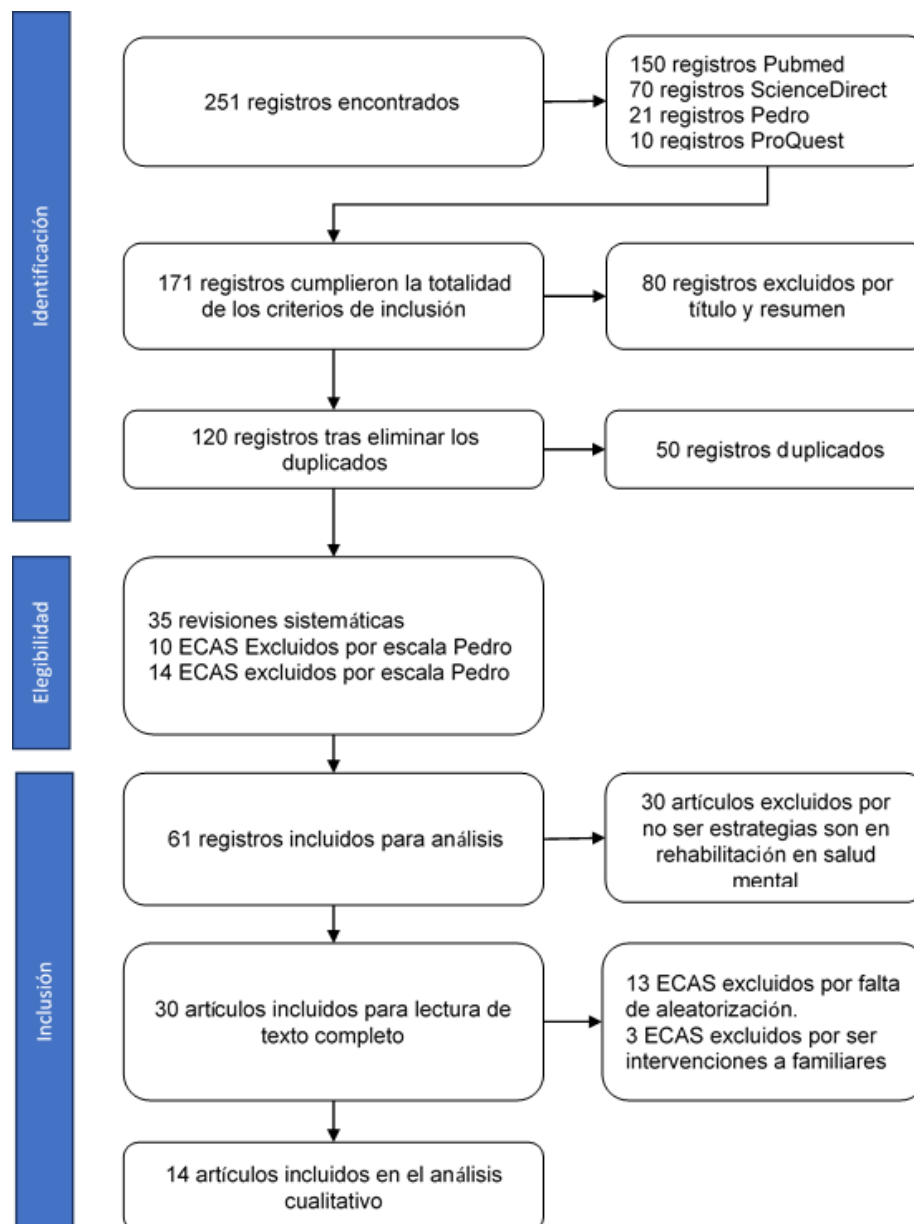 Identificación
251 registros encontrados
150 registros Pubmed
70 registros ScienceDirect
21 registros Pedro
10 registros ProQuest
171 registros cumplieron la totalidad
de los criterios de inclusión
80 registros excluidos por
título y resumen
120 registros tras eliminar los
duplicados
50 registros duplicados
Elegibilidad
35 revisiones sistemáticas
10 ECAS Excluidos por escala Pedro
14 ECAS excluidos por escala Pedro
Inclusión
61 registros incluidos para análisis
30 artículos excluidos por
no ser estrategias son en
rehabilitación en salud
mental
30 artículos incluidos para lectura de
texto completo
13 ECAS excluidos por falta
de aleatorización.
3 ECAS excluidos por ser
intervenciones a familiares
14 artículos incluidos en el análisis
cualitativo